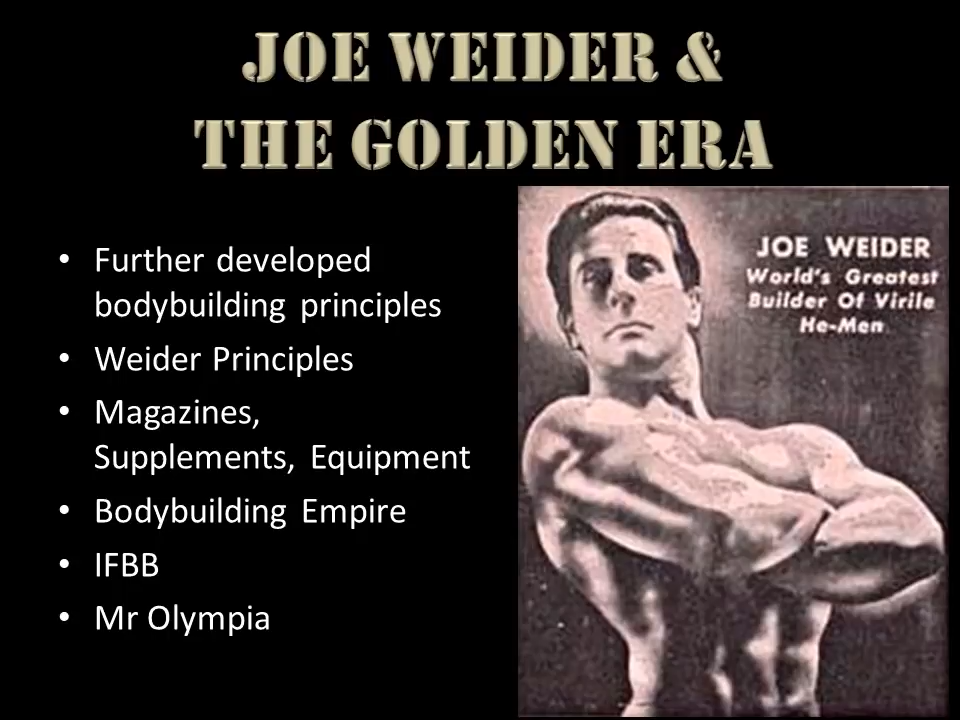 JOE WEIDER &
THE GOLDEN ERA
• Further developed
bodybuilding principles
• Weider Principles
• Magazines,
Supplements, Equipment
• Bodybuilding Empire
• IFBB
• Mr Olympia
JOE WEIDER
World's Greatest
Builder Of Virile
He-Men